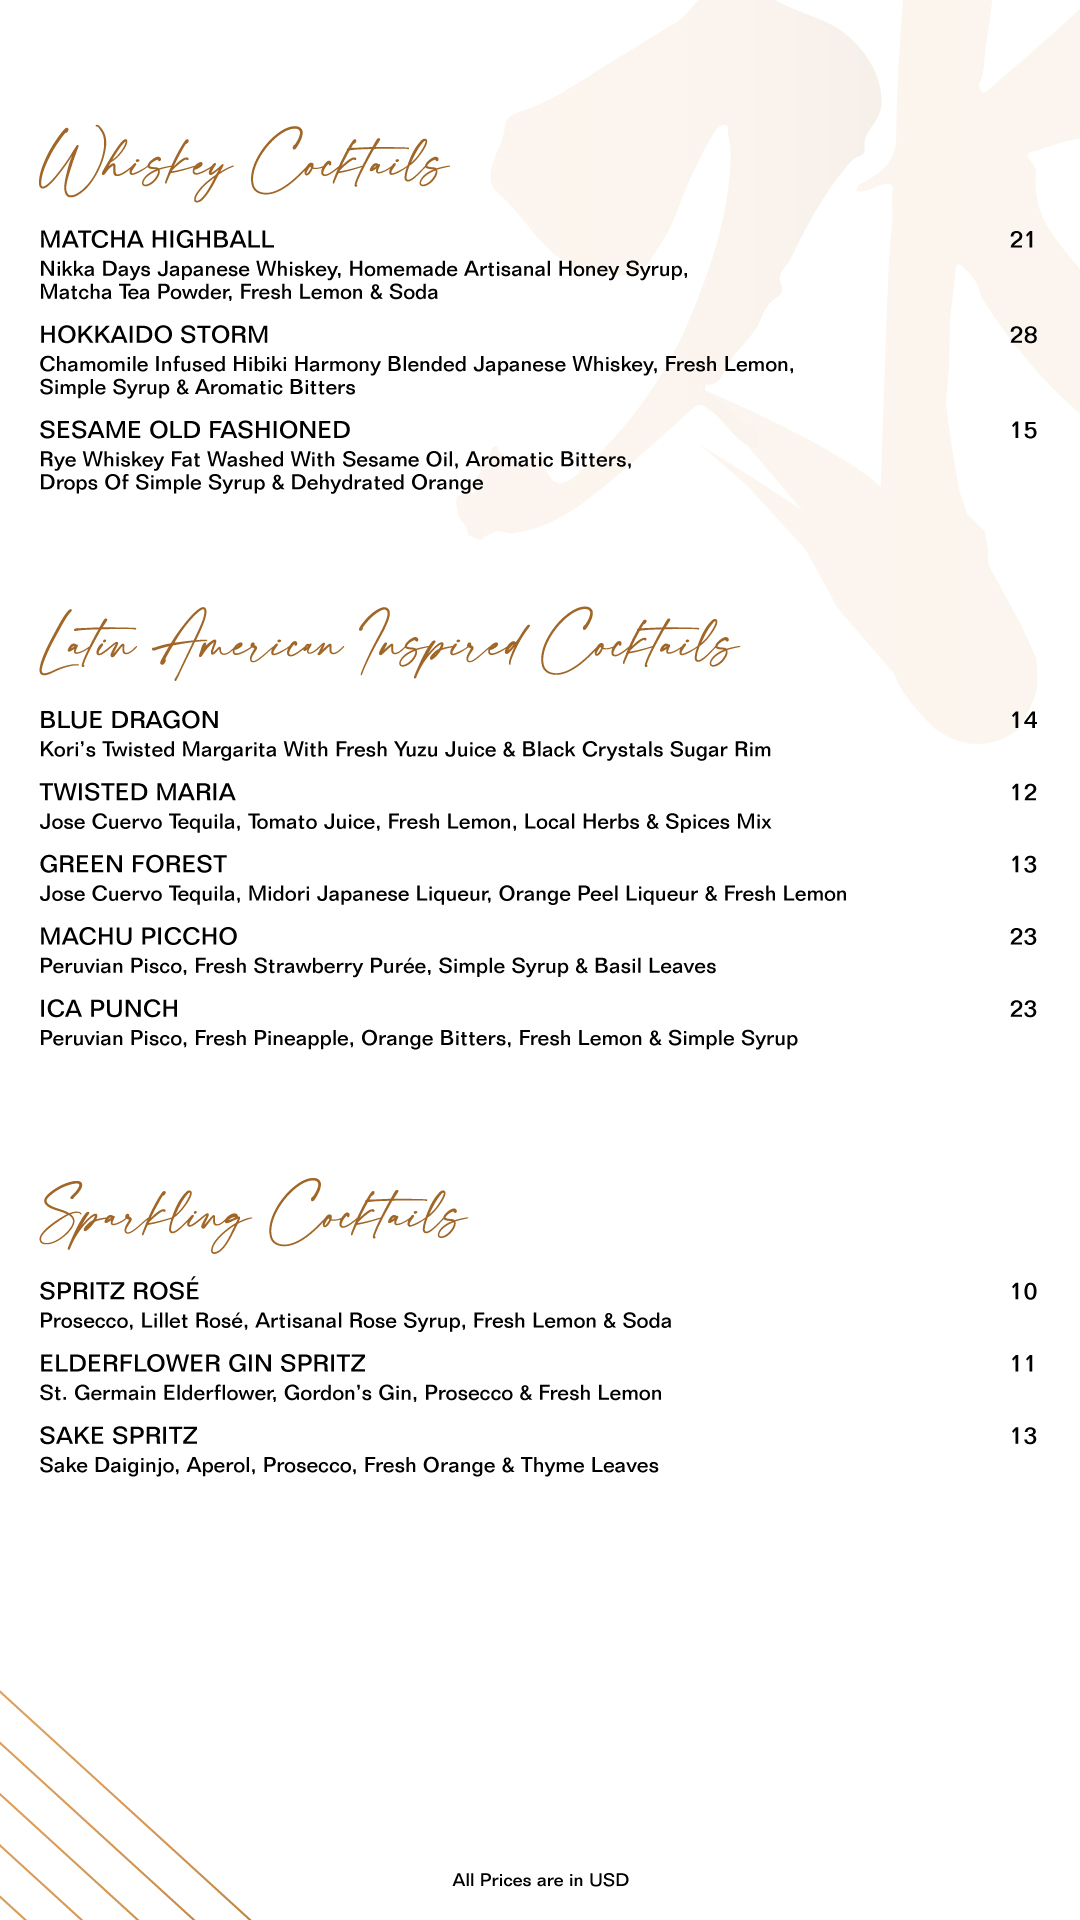 Whiskey Cocktails
MATCHA HIGHBALL 21
Nikka Days Japanese Whiskey, Homemade Artisanal Honey Syrup,
Matcha Tea Powder, Fresh Lemon & Soda
HOKKAIDO STORM 28
Chamomile Infused Hibiki Harmony Blended Japanese Whiskey, Fresh Lemon,
Simple Syrup & Aromatic Bitters
SESAME OLD FASHIONED 15
Rye Whiskey Fat Washed With Sesame Oil, Aromatic Bitters,
Drops Of Simple Syrup & Dehydrated Orange
Latin American Inspired Cocktails
BLUE DRAGON 14
Kori’s Twisted Margarita With Fresh Yuzu Juice & Black Crystals Sugar Rim
TWISTED MARIA 12
Jose Cuervo Tequila, Tomato Juice, Fresh Lemon, Local Herbs & Spices Mix
GREEN FOREST 13
Jose Cuervo Tequila, Midori Japanese Liqueur, Orange Peel Liqueur & Fresh Lemon
MACHU PICCHO 23
Peruvian Pisco, Fresh Strawberry Purée, Simple Syrup & Basil Leaves
ICA PUNCH 23
Peruvian Pisco, Fresh Pineapple, Orange Bitters, Fresh Lemon & Simple Syrup
Sparkling Cocktails
SPRITZ ROSÉ 10
Prosecco, Lillet Rosé, Artisanal Rose Syrup, Fresh Lemon & Soda
ELDERFLOWER GIN SPRITZ 11
St. Germain Elderflower, Gordon’s Gin, Prosecco & Fresh Lemon
SAKE SPRITZ 13
Sake Daiginjo, Aperol, Prosecco, Fresh Orange & Thyme Leaves
All Prices are in USD